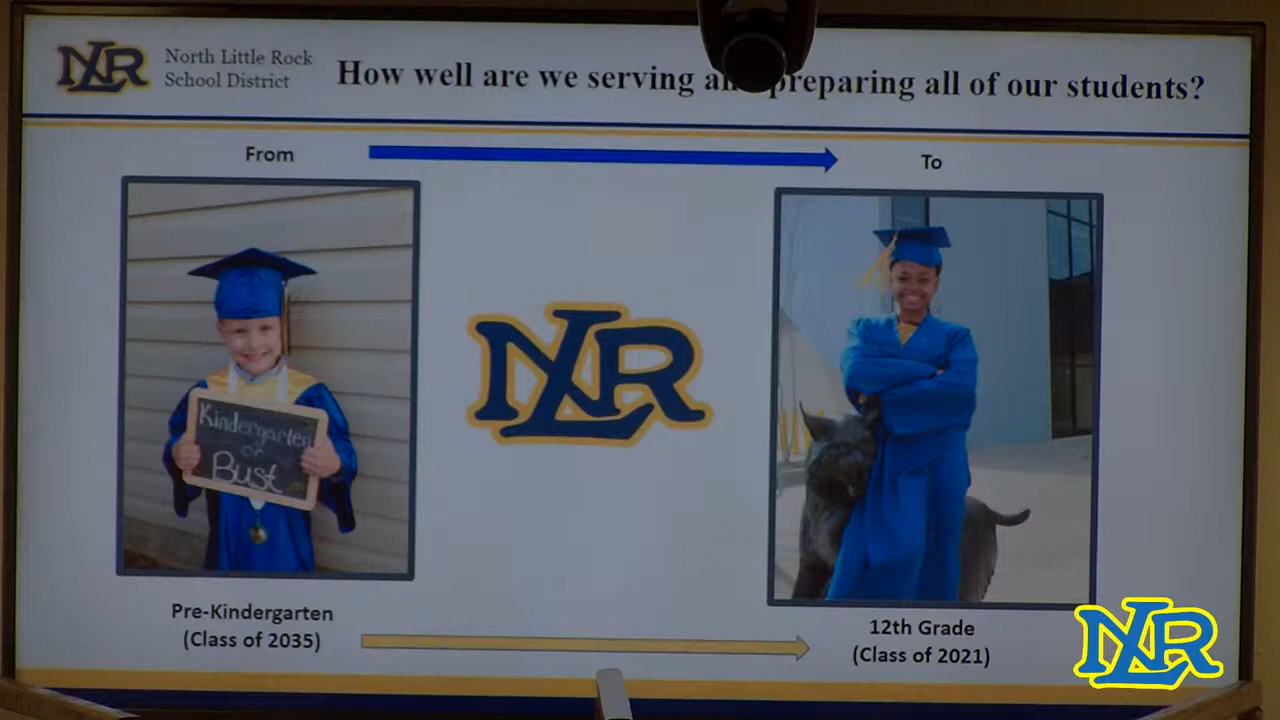 NLR
North Little Rock
School District
How well are we serving preparing all of our students?
From
To
Kindergarten
or
Bust
NLR
Pre-Kindergarten
(Class of 2035)
12th Grade
(Class of 2021)
NLR